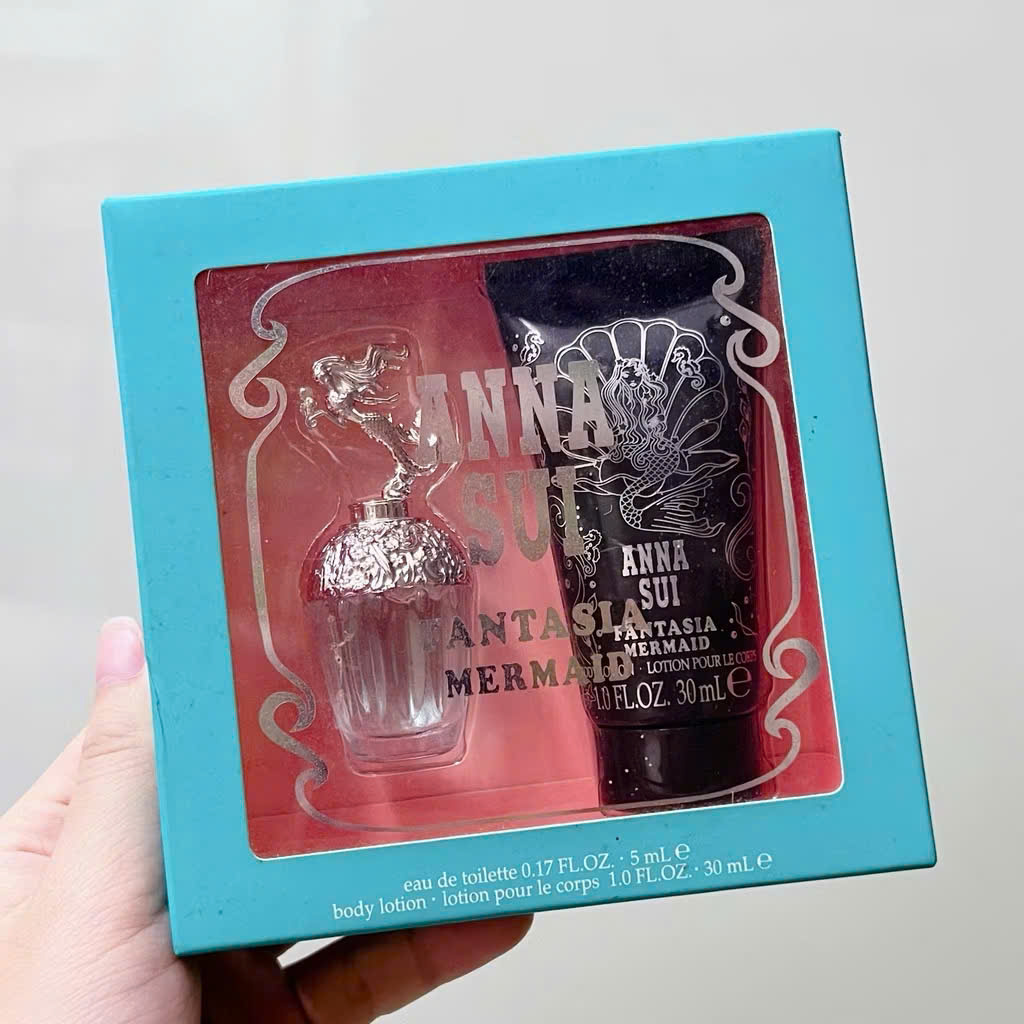 ANNA
SUI
FANTASIA
MERMAID
ANNA
SUI
FANTASIA
MERMAID
LOTION · LOTION POUR LE CORPS
1.0 FL.OZ. 30 mL e
eau de toilette 0.17 FL.OZ. · 5 mL e
body lotion · lotion pour le corps 1.0 FL.OZ. · 30 mL e